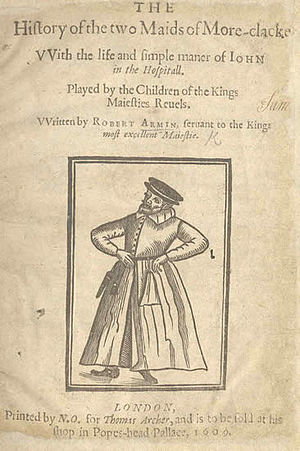 THE
History of the two Maids of More-clacke
VVith the life and simple maner of IOHN
in the Hospitall.
Played by the Children of the Kings
Maiesties Reuels.
VVritten by ROBERT ARMIN, seruant to the Kings
most excellent Maiestie.
LONDON,
Printed by N.O. for Thomas Archer, and is to be sold at his
shop in Popes-head Pallace, 1609.